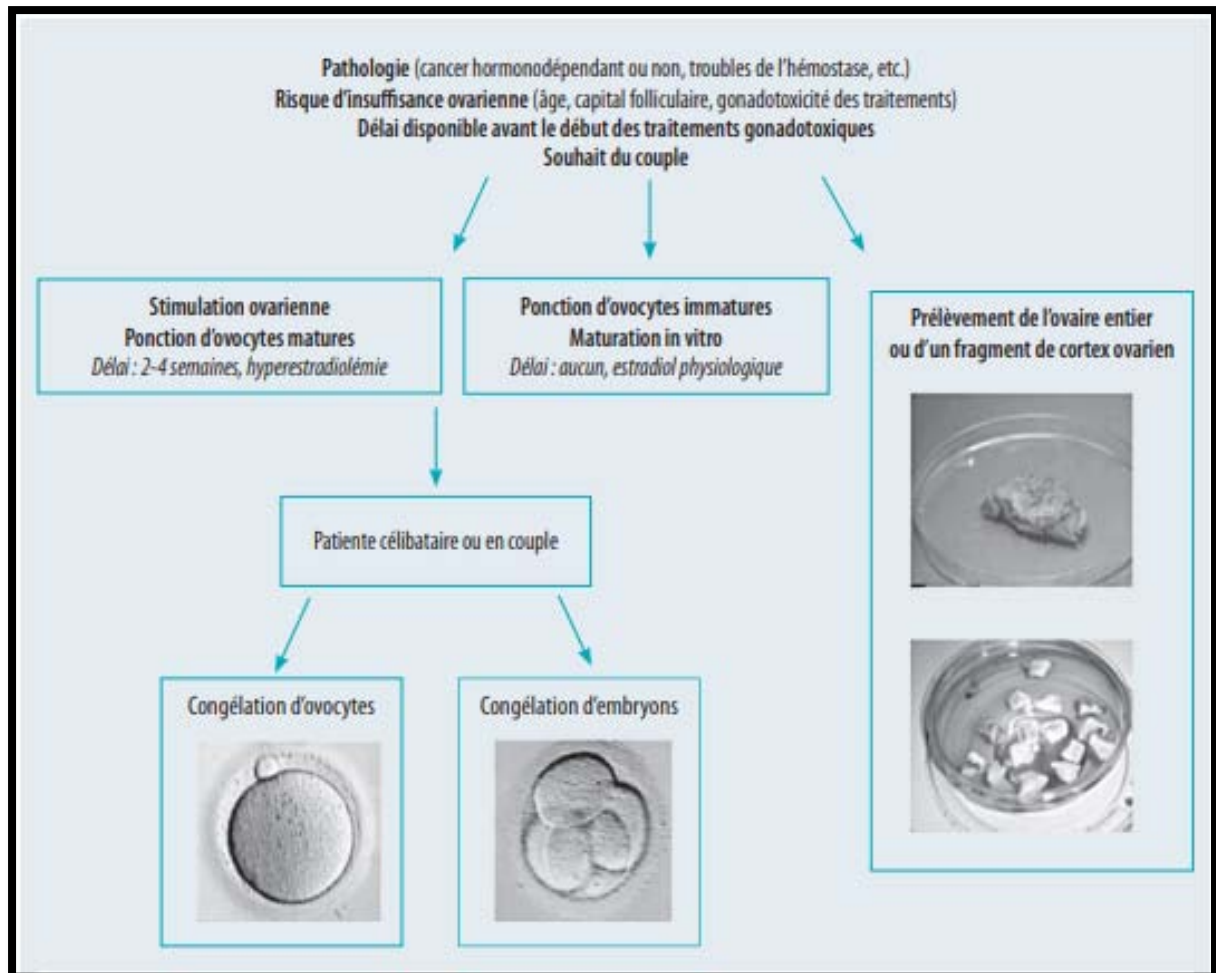 Pathologie (cancer hormonodépendant ou non, troubles de l'hémostase, etc.)
Risque d'insuffisance ovarienne (âge, capital folliculaire, gonadotoxicité des traitements)
Délai disponible avant le début des traitements gonadotoxiques
Souhait du couple
Stimulation ovarienne
Ponction d'ovocytes matures
Délai : 2-4 semaines, hyperestradiolémie
Ponction d'ovocytes immatures
Maturation in vitro
Délai : aucun, estradiol physiologique
Prélèvement de l'ovaire entier
ou d'un fragment de cortex ovarien
Patiente célibataire ou en couple
Congélation d'ovocytes
Congélation d'embryons